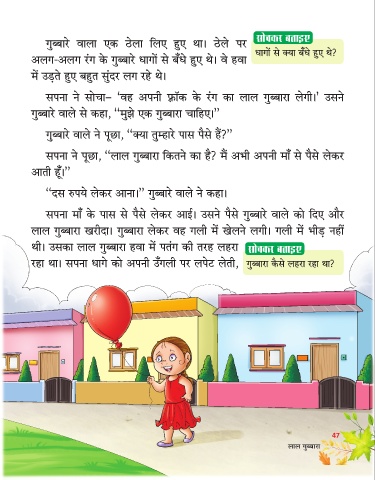 गुब्बारे वाला एक ठेला लिए हुए था। ठेले पर
सोचकर बताइए
अलग-अलग रंग के गुब्बारे धागों से बँधे हुए थे। वे हवा
धागों से क्या बँधे हुए थे?
में उड़ते हुए बहुत सुंदर लग रहे थे।
सपना ने सोचा– ‘वह अपनी फ्रॉक के रंग का लाल गुब्बारा लेगी।’ उसने
गुब्बारे वाले से कहा, ‘‘मुझे एक गुब्बारा चाहिए।’’
गुब्बारे वाले ने पूछा, ‘‘क्या तुम्हारे पास पैसे हैं?’’
सपना ने पूछा, ‘‘लाल गुब्बारा कितने का है? मैं अभी अपनी माँ से पैसे लेकर
आती हूँ।’’
‘‘दस रुपये लेकर आना।’’ गुब्बारे वाले ने कहा।
सपना माँ के पास से पैसे लेकर आई। उसने पैसे गुब्बारे वाले को दिए और
लाल गुब्बारा खरीदा। गुब्बारा लेकर वह गली में खेलने लगी। गली में भीड़ नहीं
थी। उसका लाल गुब्बारा हवा में पतंग की तरह लहरा
सोचकर बताइए
रहा था। सपना धागे को अपनी उँगली पर लपेट लेती,
गुब्बारा कैसे लहरा रहा था?
47
लाल गुब्बारा